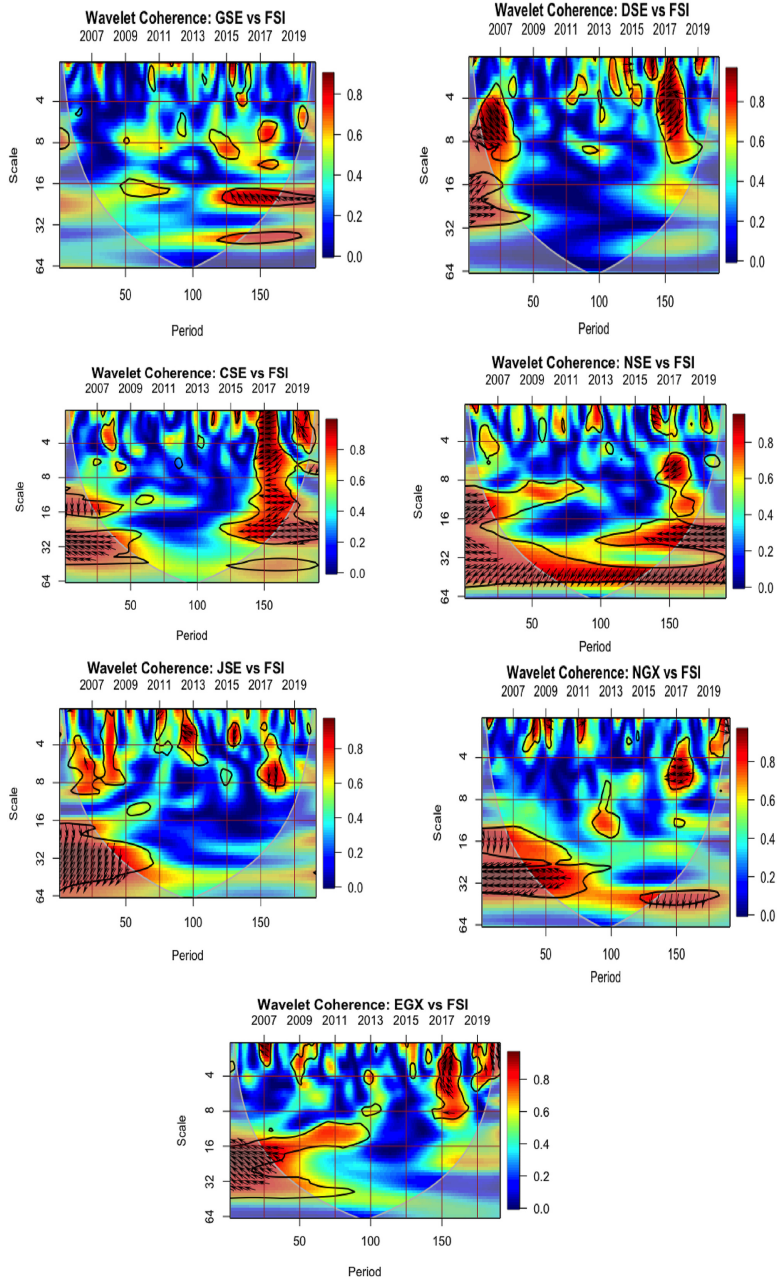 Wavelet Coherence: GSE vs FSI
2007 2009 2011 2013 2015 2017 2019
Scale
4
8
16
32
64
0.8
0.6
0.4
0.2
0.0
50 100 150
Period
Wavelet Coherence: DSE vs FSI
2007 2009 2011 2013 2015 2017 2019
Scale
4
8
16
32
64
0.8
0.6
0.4
0.2
0.0
50 100 150
Period
Wavelet Coherence: CSE vs FSI
2007 2009 2011 2013 2015 2017 2019
Scale
4
8
16
32
64
0.8
0.6
0.4
0.2
0.0
50 100 150
Period
Wavelet Coherence: NSE vs FSI
2007 2009 2011 2013 2015 2017 2019
Scale
4
8
16
32
64
0.8
0.6
0.4
0.2
0.0
50 100 150
Period
Wavelet Coherence: JSE vs FSI
2007 2009 2011 2013 2015 2017 2019
Scale
4
8
16
32
64
0.8
0.6
0.4
0.2
0.0
50 100 150
Period
Wavelet Coherence: NGX vs FSI
2007 2009 2011 2013 2015 2017 2019
Scale
4
8
16
32
64
0.8
0.6
0.4
0.2
0.0
50 100 150
Period
Wavelet Coherence: EGX vs FSI
2007 2009 2011 2013 2015 2017 2019
Scale
4
8
16
32
64
0.8
0.6
0.4
0.2
0.0
50 100 150
Period